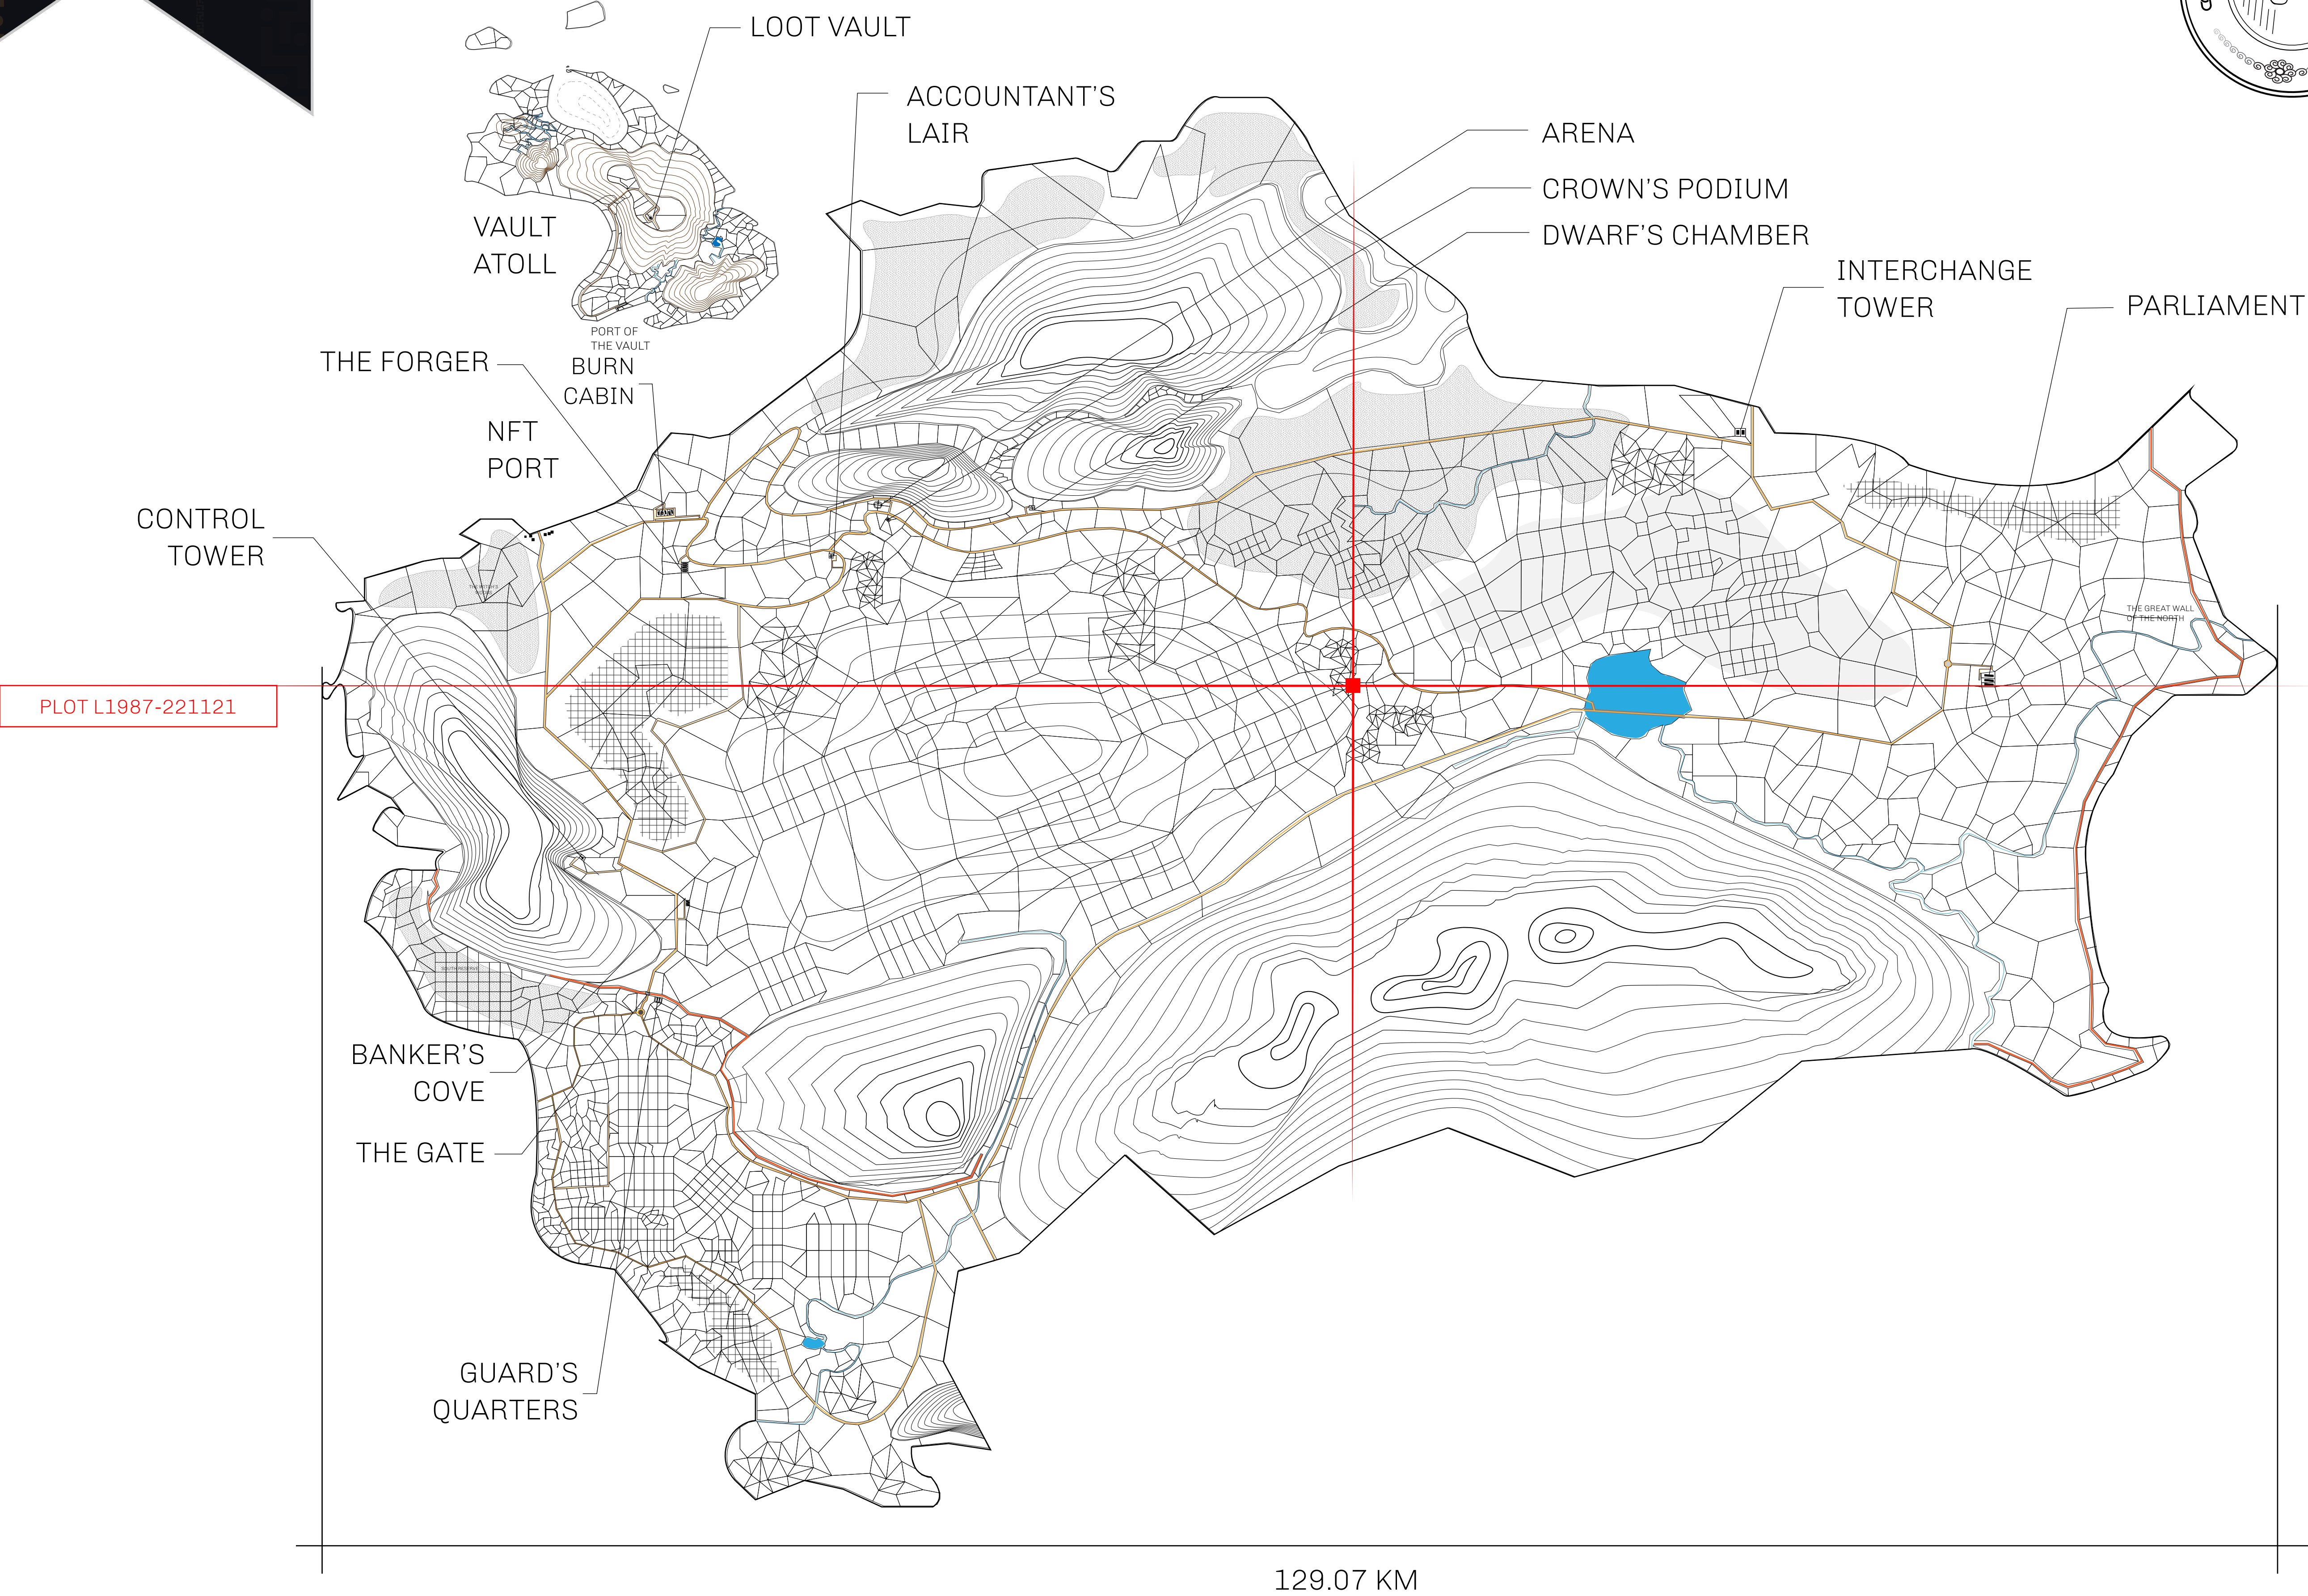 LOOT VAULT
ACCOUNTANT'S
LAIR
ARENA
CROWN'S PODIUM
DWARF'S CHAMBER
VAULT
ATOLL
INTERCHANGE
TOWER
PARLIAMENT
PORT OF
THE VAULT
THE FORGER
BURN
CABIN
NFT
PORT
CONTROL
TOWER
THE GREAT WALL
OF THE NORTH
PLOT L1987-221121
SOUTH RESERVE
BANKER'S
COVE
THE GATE
GUARD'S
QUARTERS
129.07 KM